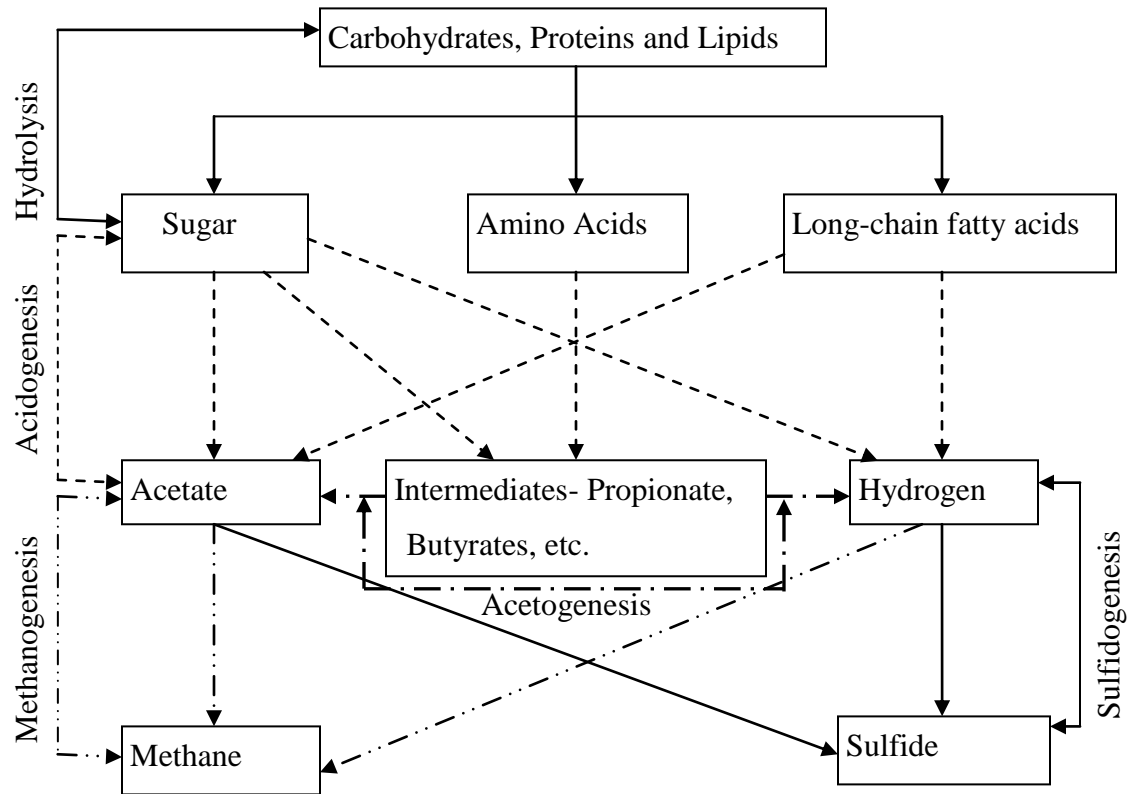 Carbohydrates, Proteins and Lipids
Hydrolysis
Sugar
Amino Acids
Long-chain fatty acids
Acidogenesis
Acetate
Intermediates- Propionate,
Butyrates, etc.
Hydrogen
Acetogenesis
Methanogenesis
Sulfidogenesis
Methane
Sulfide